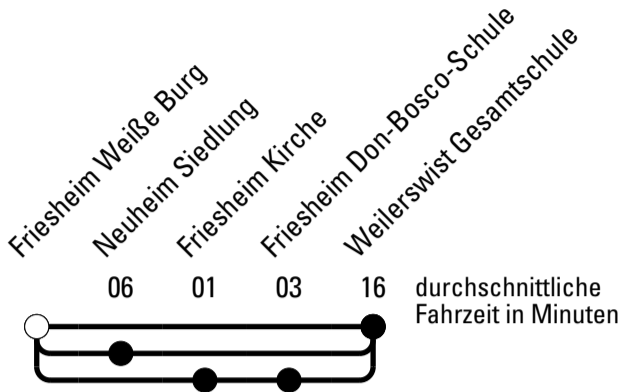 Friesheim Weiße Burg
Neuheim Siedlung
Friesheim Kirche
Friesheim Don-Bosco-Schule
Weilerswist Gesamtschule
06 01 03 16 durchschnittliche
Fahrzeit in Minuten